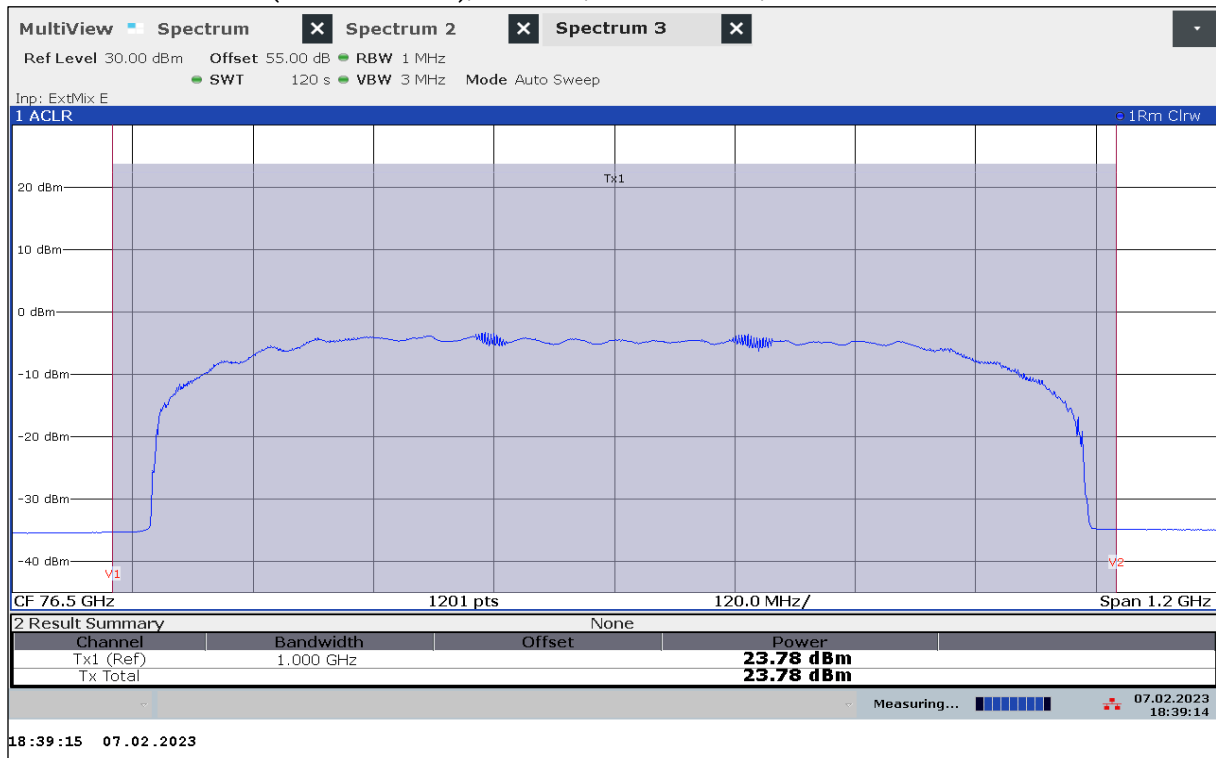 MultiView Spectrum X Spectrum 2 X Spectrum 3 X
Ref Level 30.00 dBm Offset 55.00 dB RBW 1 MHz
SWT 120 s VBW 3 MHz Mode Auto Sweep
Inp: ExtMix E
1 ACLR 1Rm Clrw
Tx1
20 dBm
10 dBm
0 dBm
-10 dBm
-20 dBm
-30 dBm
-40 dBm
V1 V2
CF 76.5 GHz 1201 pts 120.0 MHz/ Span 1.2 GHz
2 Result Summary None
Channel Bandwidth Offset Power
Tx1 (Ref) 1.000 GHz 23.78 dBm
Tx Total 23.78 dBm
Measuring... 07.02.2023
18:39:14
18:39:15 07.02.2023